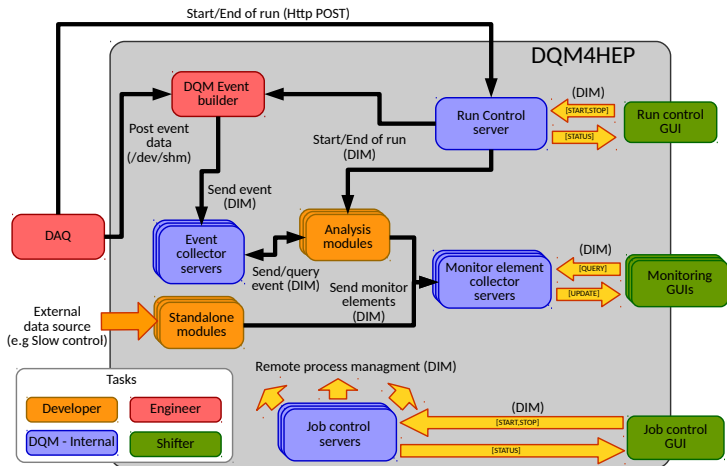 Start/End of run (Http POST)
DQM4HEP
DQM Event
builder
(DIM)
[START,STOP]
[STATUS]
Run Control
server
Run control
GUI
Post event
data
(/dev/shm)
Start/End of run
(DIM)
Send event
(DIM)
DAQ
Event
collector
servers
Analysis
modules
Send/query
event (DIM)
Send monitor
elements
(DIM)
Monitor element
collector
servers
(DIM)
[QUERY]
[UPDATE]
Monitoring
GUIs
External
data source
(e.g Slow control)
Standalone
modules
Remote process managment (DIM)
Tasks
Developer
Engineer
DQM - Internal
Shifter
Job control
servers
(DIM)
[START,STOP]
[STATUS]
Job control
GUI